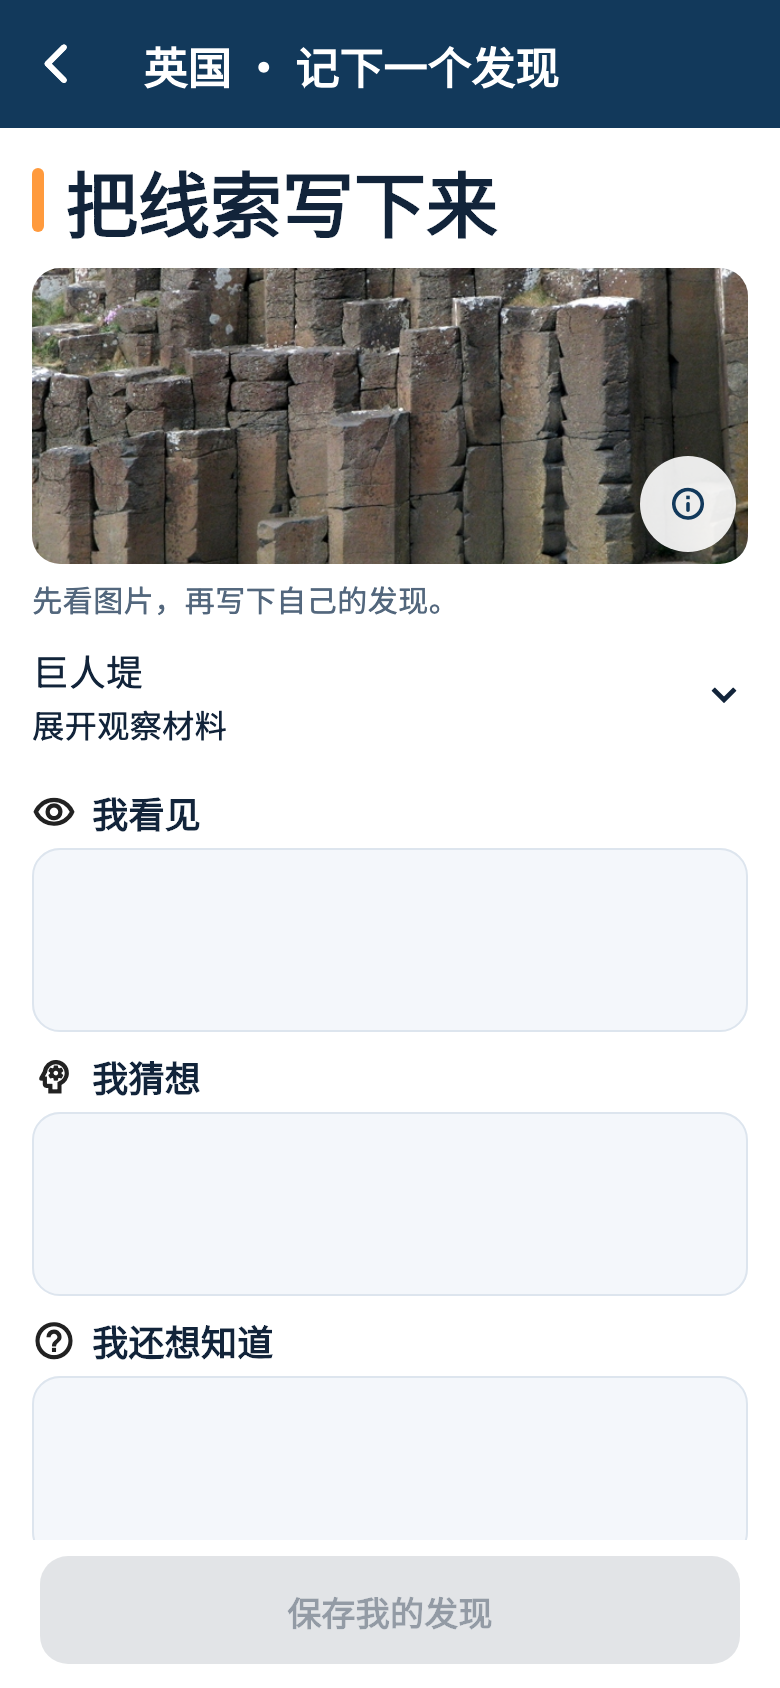 英国 · 记下一个发现
把线索写下来
先看图片，再写下自己的发现。
巨人堤
展开观察材料
我看见
我猜想
我还想知道
保存我的发现